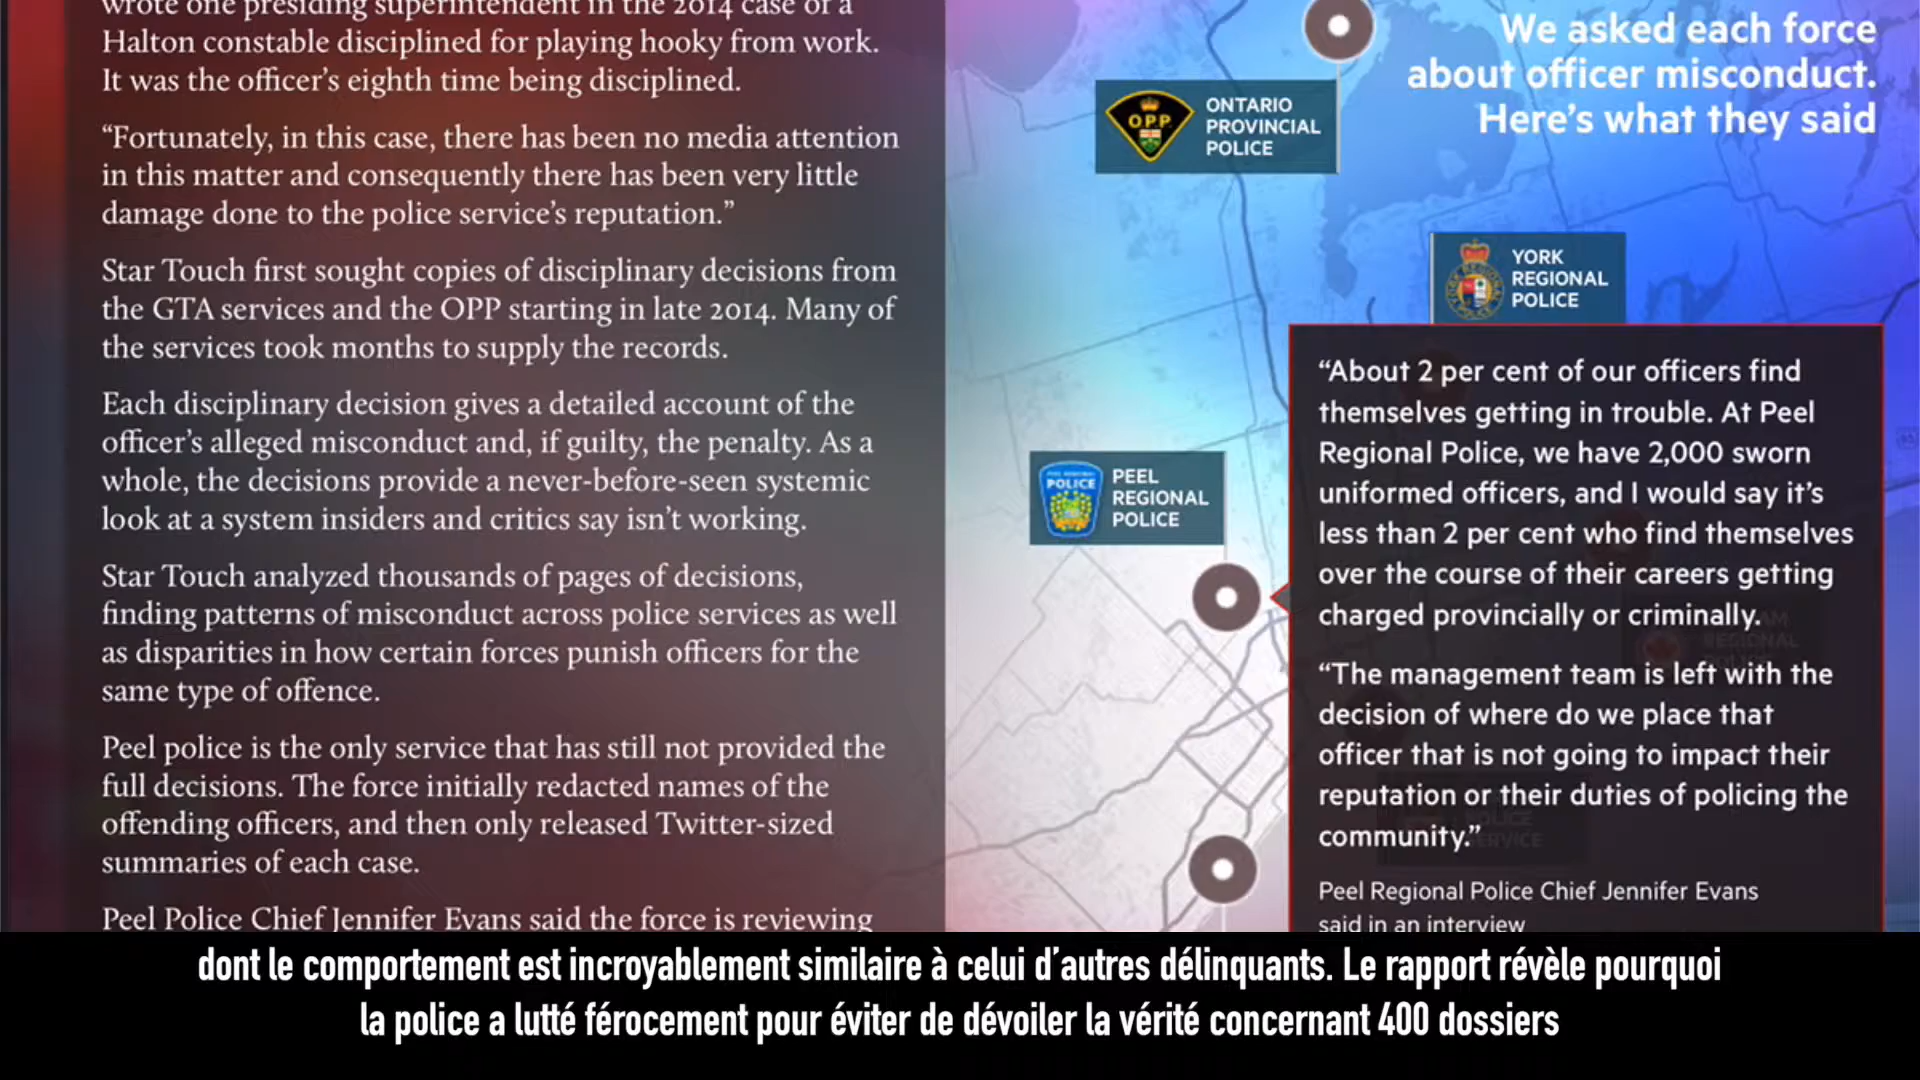 wrote one presiding superintendent in the 2014 case of a
Halton constable disciplined for playing hooky from work.
It was the officer’s eighth time being disciplined.
“Fortunately, in this case, there has been no media attention
in this matter and consequently there has been very little
damage done to the police service’s reputation.”
Star Touch first sought copies of disciplinary decisions from
the GTA services and the OPP starting in late 2014. Many of
the services took months to supply the records.
Each disciplinary decision gives a detailed account of the
officer’s alleged misconduct and, if guilty, the penalty. As a
whole, the decisions provide a never-before-seen systemic
look at a system insiders and critics say isn’t working.
Star Touch analyzed thousands of pages of decisions,
finding patterns of misconduct across police services as well
as disparities in how certain forces punish officers for the
same type of offence.
Peel police is the only service that has still not provided the
full decisions. The force initially redacted names of the
offending officers, and then only released Twitter-sized
summaries of each case.
Peel Police Chief Jennifer Evans said the force is reviewing
We asked each force
about officer misconduct.
Here’s what they said
OPP
ONTARIO
PROVINCIAL
POLICE
YORK
REGIONAL
POLICE
POLICE
PEEL
REGIONAL
POLICE
“About 2 per cent of our officers find
themselves getting in trouble. At Peel
Regional Police, we have 2,000 sworn
uniformed officers, and I would say it’s
less than 2 per cent who find themselves
over the course of their careers getting
charged provincially or criminally.
“The management team is left with the
decision of where do we place that
officer that is not going to impact their
reputation or their duties of policing the
community.”
Peel Regional Police Chief Jennifer Evans
said in an interview
dont le comportement est incroyablement similaire à celui d’autres délinquants. Le rapport révèle pourquoi
la police a lutté férocement pour éviter de dévoiler la vérité concernant 400 dossiers